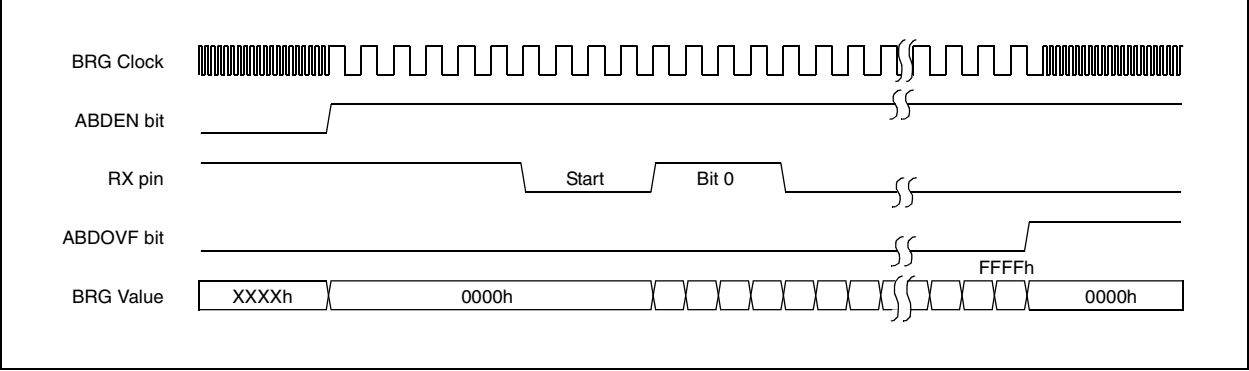 BRG Clock
ABDEN bit
RX pin
Start
Bit 0
ABDOVF bit
FFFFh
BRG Value
XXXXh
0000h
0000h